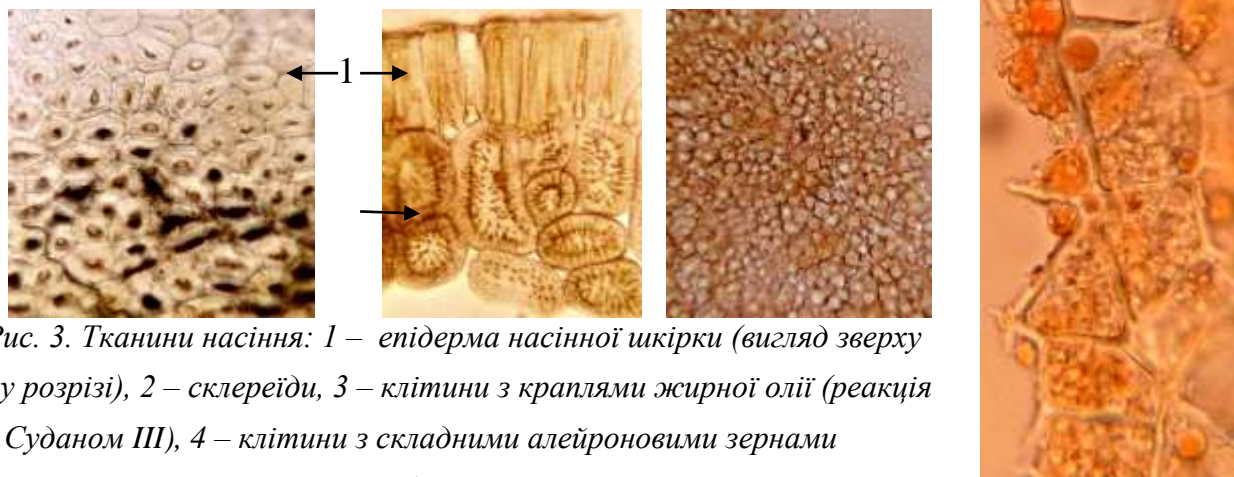 1
Рис. 3. Тканини насіння: 1 – епідерма насінної шкірки (вигляд зверху
у розрізі), 2 – склереїди, 3 – клітини з краплями жирної олії (реакція
Суданом III), 4 – клітини з складними алейроновими зернами